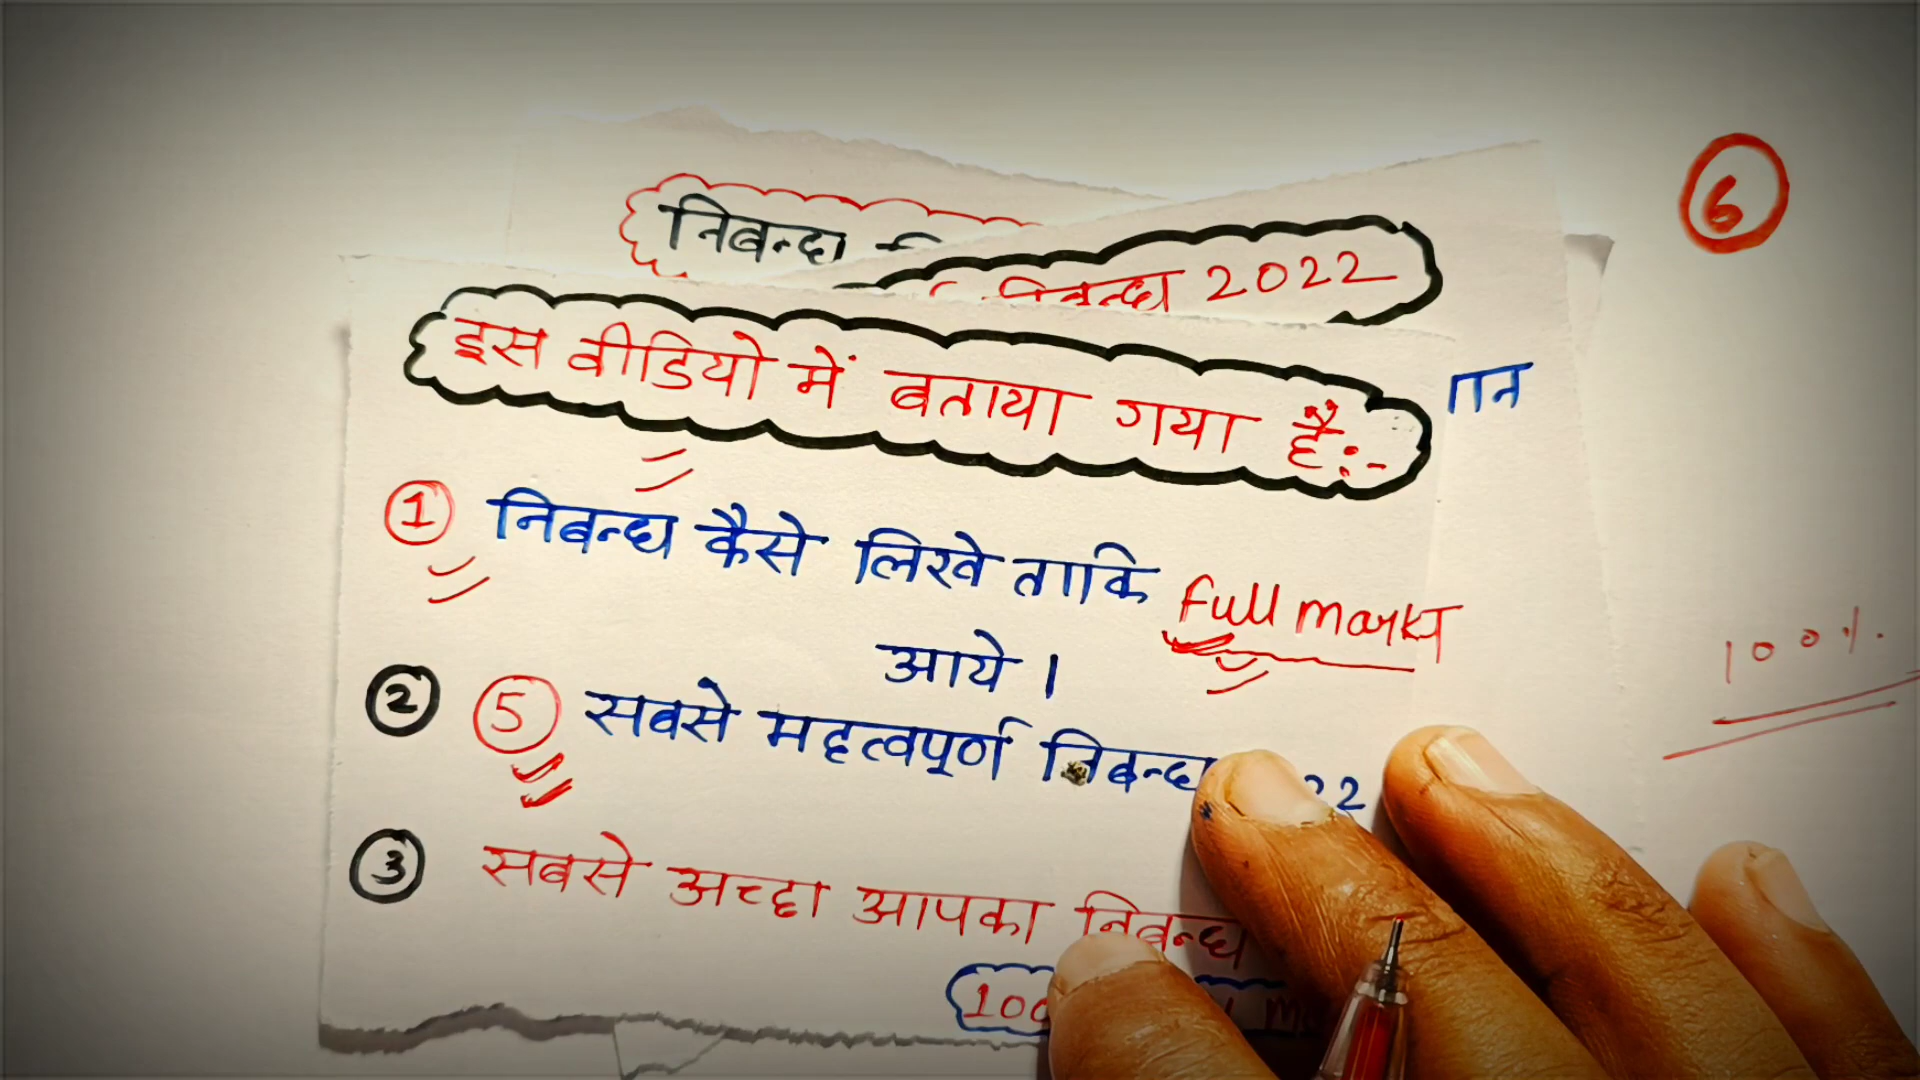 6
निबन्ध
निबन्ध 2022
इस वीडियो में बताया गया है:-
① निबन्ध कैसे लिखे ताकि full marks
आये ।
100%.
② ⑤ सबसे महत्वपूर्ण निबन्ध
③ सबसे अच्छा आपका निबन्ध